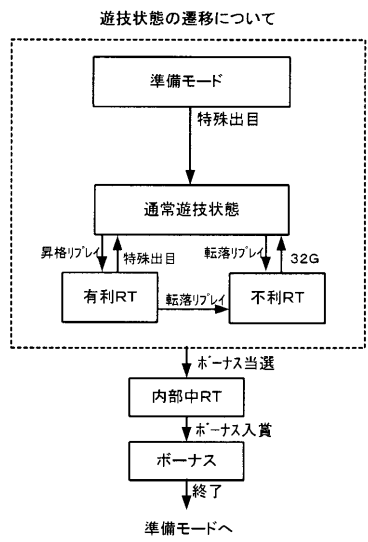 遊技状態の遷移について
準備モード
特殊出目
通常遊技状態
昇格リプレイ
特殊出目
転落リプレイ
32G
有利RT
転落リプレイ
不利RT
ボーナス当選
内部中RT
ボーナス入賞
ボーナス
終了
準備モードへ